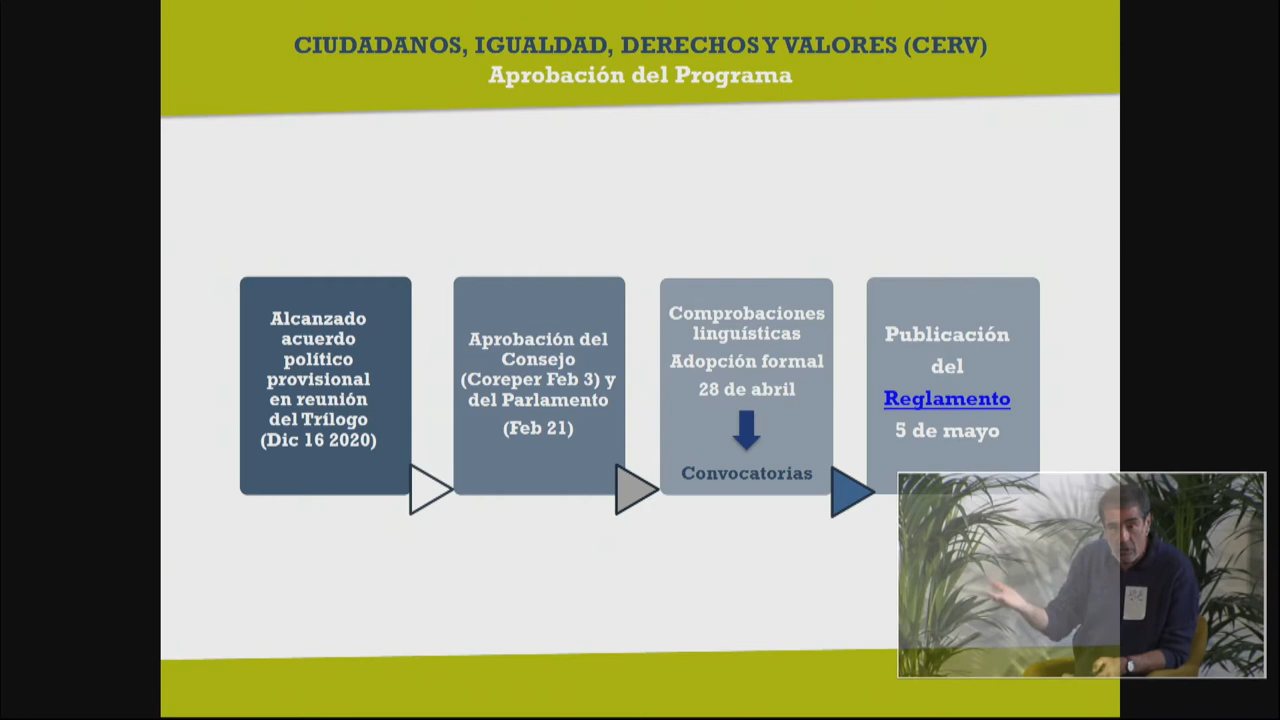 CIUDADANOS, IGUALDAD, DERECHOS Y VALORES (CERV)
Aprobación del Programa
Alcanzado
acuerdo
político
provisional
en reunión
del Trílogo
(Dic 16 2020)
Aprobación del
Consejo
(Coreper Feb 3) y
del Parlamento
(Feb 21)
Comprobaciones
linguísticas
Adopción formal
28 de abril
Convocatorias
Publicación
del
Reglamento
5 de mayo